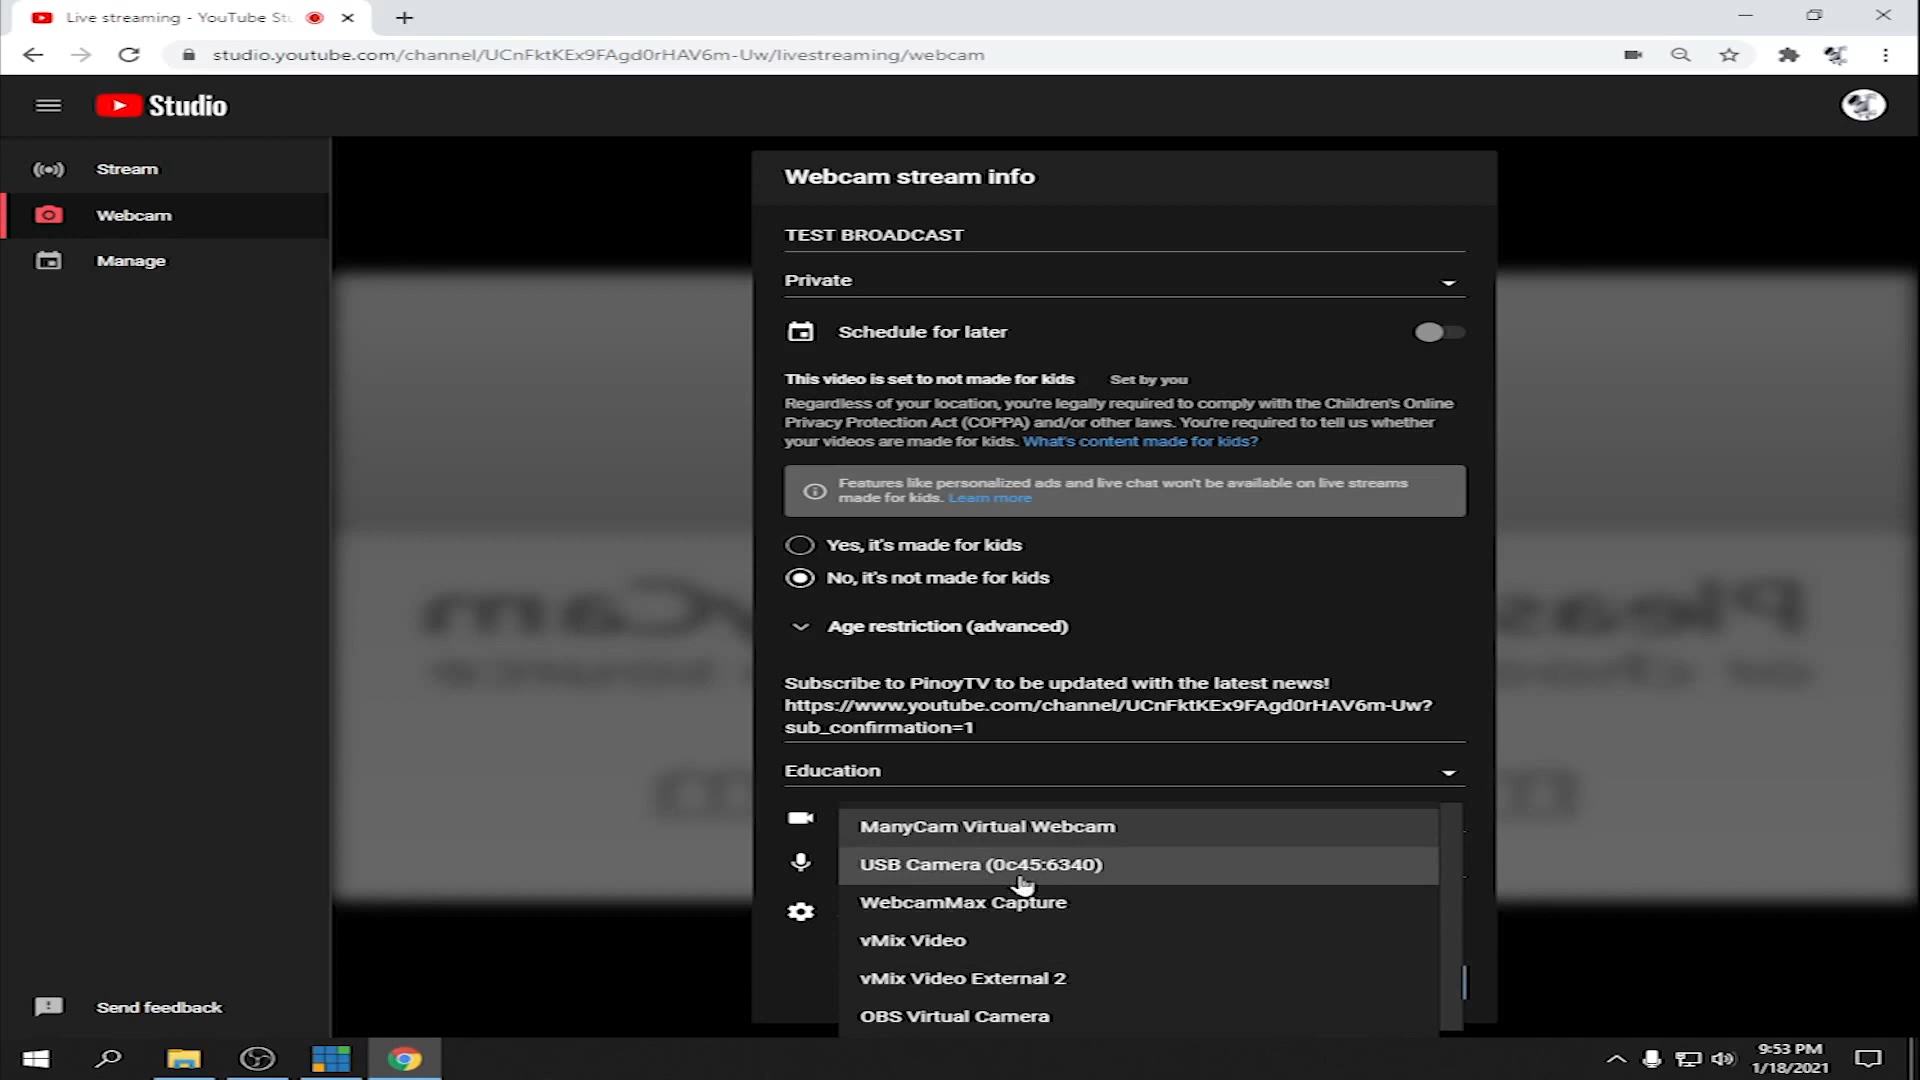 Live streaming - YouTube Stu
studio.youtube.com/channel/UCnFktKEx9FAgd0rHAV6m-Uw/livestreaming/webcam
Studio
Stream
Webcam
Manage
Send feedback
Webcam stream info
TEST BROADCAST
Private
Schedule for later
This video is set to not made for kids Set by you
Regardless of your location, you're legally required to comply with the Children's Online
Privacy Protection Act (COPPA) and/or other laws. You're required to tell us whether
your videos are made for kids. What's content made for kids?
Features like personalized ads and live chat won't be available on live streams
made for kids. Learn more
Yes, it's made for kids
No, it's not made for kids
Age restriction (advanced)
Subscribe to PinoyTV to be updated with the latest news!
https://www.youtube.com/channel/UCnFktKEx9FAgd0rHAV6m-Uw?
sub_confirmation=1
Education
ManyCam Virtual Webcam
USB Camera (0c45:6340)
WebcamMax Capture
vMix Video
vMix Video External 2
OBS Virtual Camera
9:53 PM
1/18/2021